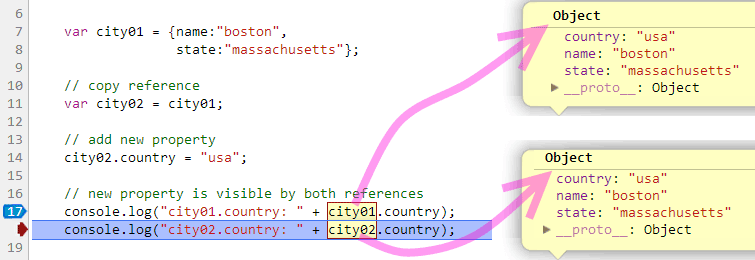 6
7 var city01 = {name:"boston",
8 state:"massachusetts"};
9
10 // copy reference
11 var city02 = city01;
12
13 // add new property
14 city02.country = "usa";
15
16 // new property is visible by both references
17 console.log("city01.country: " + city01.country);
console.log("city02.country: " + city02.country);
19
Object
country: "usa"
name: "boston"
state: "massachusetts"
▶ __proto__: Object
Object
country: "usa"
name: "boston"
state: "massachusetts"
▶ __proto__: Object